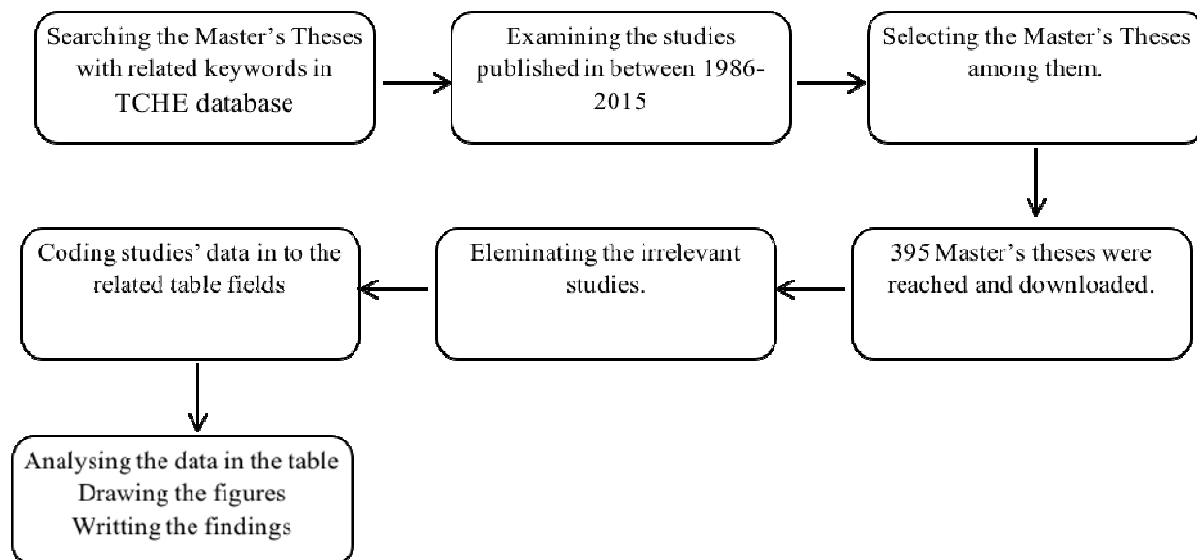 Searching the Master's Theses
with related keywords in
TCHE database
Examining the studies
published in between 1986-
2015
Selecting the Master's Theses
among them.
395 Master's theses were
reached and downloaded.
Eleminating the irrelevant
studies.
Coding studies' data in to the
related table fields
Analysing the data in the table
Drawing the figures
Writting the findings